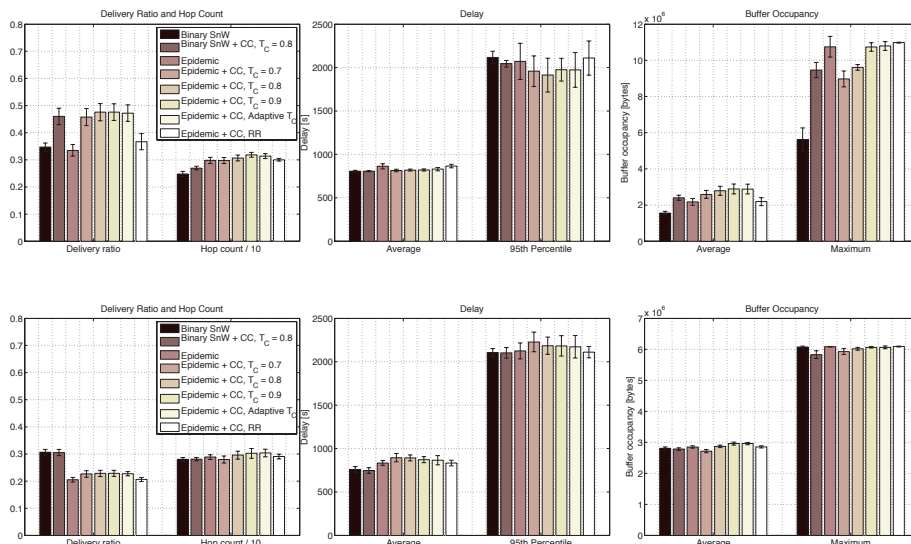 Delivery Ratio and Hop Count
0.8
0.7
0.6
0.5
0.4
0.3
0.2
0.1
0
Binary SnW
Binary SnW + CC, T_C = 0.8
Epidemic
Epidemic + CC, T_C = 0.7
Epidemic + CC, T_C = 0.8
Epidemic + CC, T_C = 0.9
Epidemic + CC, Adaptive T_C
Epidemic + CC, RR
Delivery ratio
Hop count / 10
Delay
Delay [s]
2500
2000
1500
1000
500
0
Average
95th Percentile
Buffer Occupancy
x 10^6
Buffer occupancy [bytes]
12
10
8
6
4
2
0
Average
Maximum
Delivery Ratio and Hop Count
0.8
0.7
0.6
0.5
0.4
0.3
0.2
0.1
0
Binary SnW
Binary SnW + CC, T_C = 0.8
Epidemic
Epidemic + CC, T_C = 0.7
Epidemic + CC, T_C = 0.8
Epidemic + CC, T_C = 0.9
Epidemic + CC, Adaptive T_C
Epidemic + CC, RR
Delivery ratio
Hop count / 10
Delay
Delay [s]
2500
2000
1500
1000
500
0
Average
95th Percentile
Buffer Occupancy
x 10^6
Buffer occupancy [bytes]
7
6
5
4
3
2
1
0
Average
Maximum